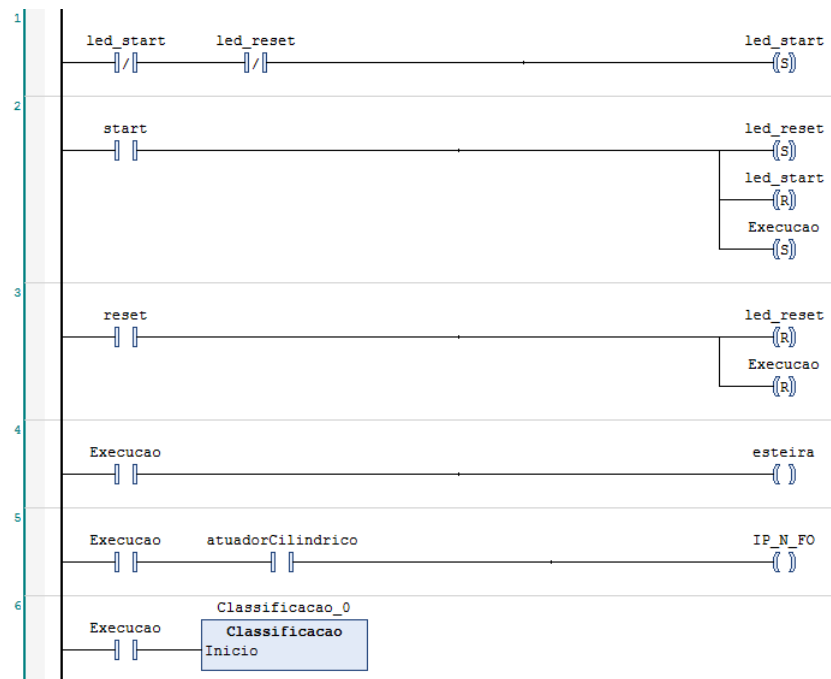 1
led_start led_reset led_start
/ / S
2
start led_reset
S
led_start
R
Execucao
S
3
reset led_reset
R
Execucao
R
4
Execucao esteira
5
Execucao atuadorCilindrico IP_N_FO
6
Classificacao_0
Execucao Classificacao
Inicio